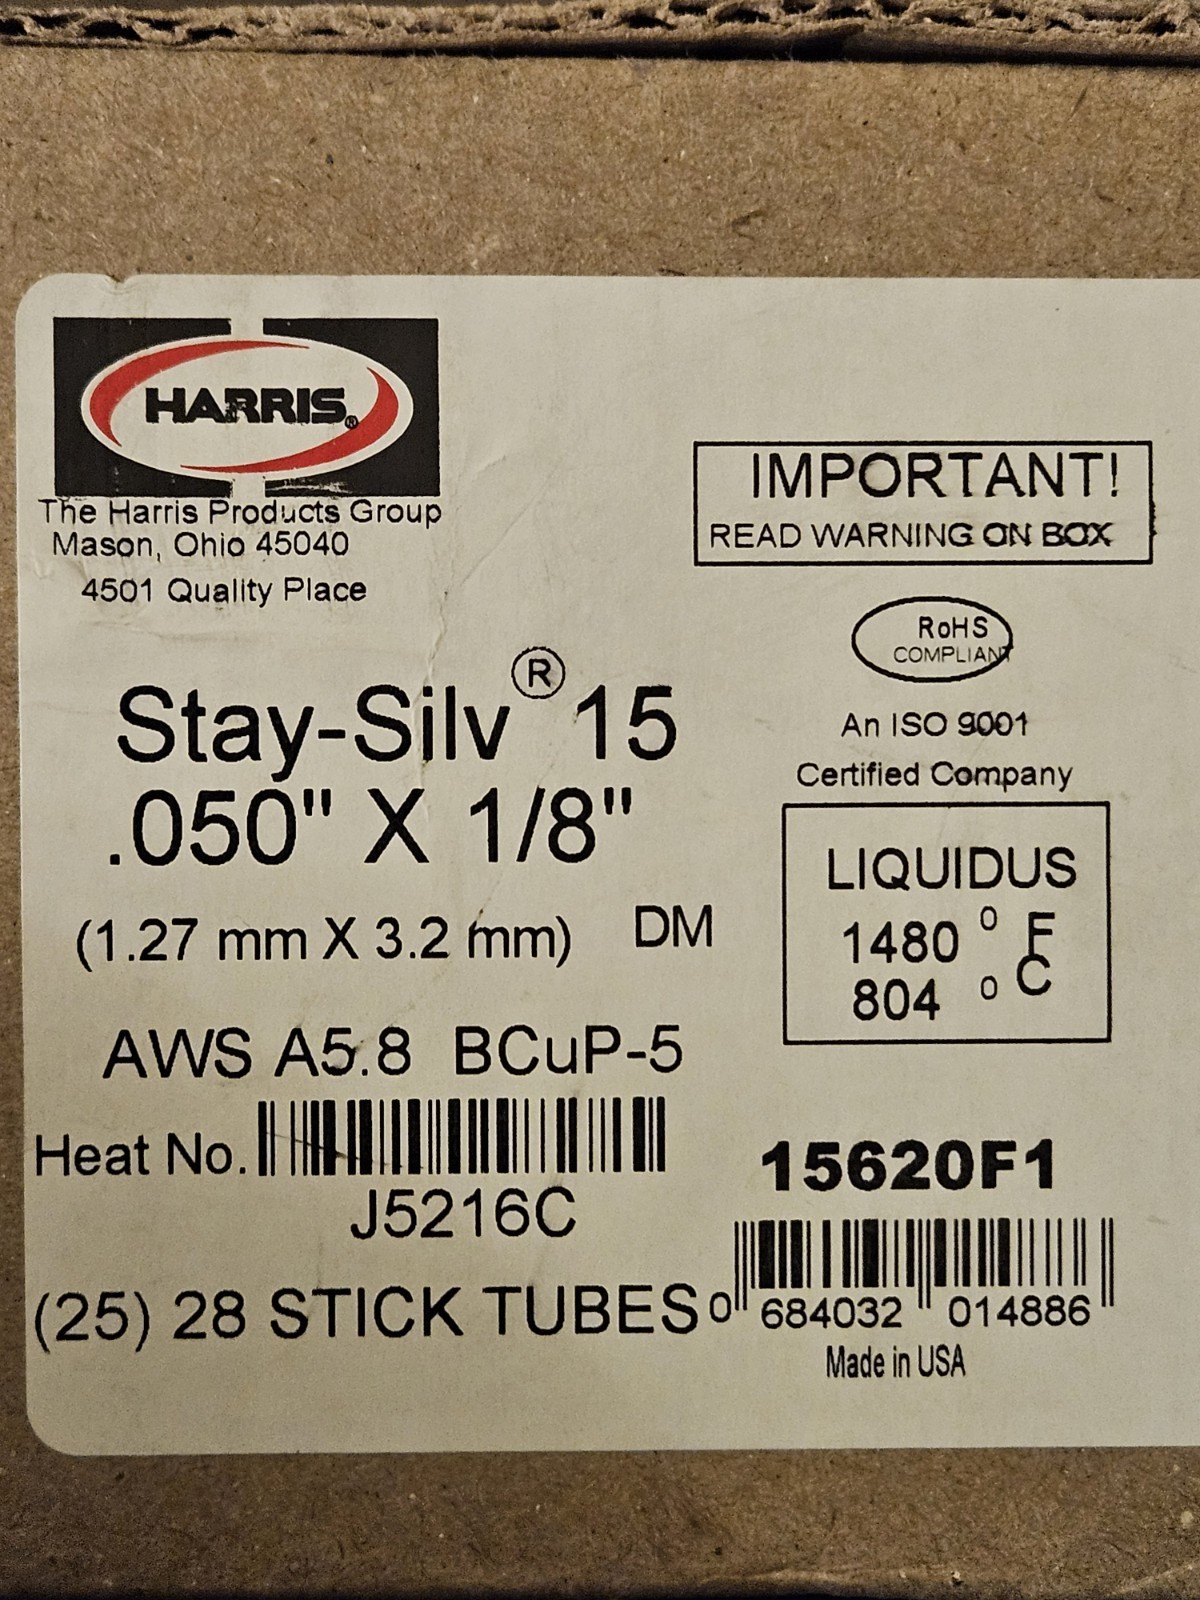 HARRIS®
The Harris Products Group
Mason, Ohio 45040
4501 Quality Place
IMPORTANT!
READ WARNING ON BOX
RoHS
COMPLIANT
An ISO 9001
Certified Company
Stay-Silv® 15
.050" X 1/8"
(1.27 mm X 3.2 mm) DM
LIQUIDUS
1480 ° F
804 ° C
AWS A5.8 BCuP-5
Heat No.
J5216C
(25) 28 STICK TUBES
15620F1
0 684032 014886
Made in USA